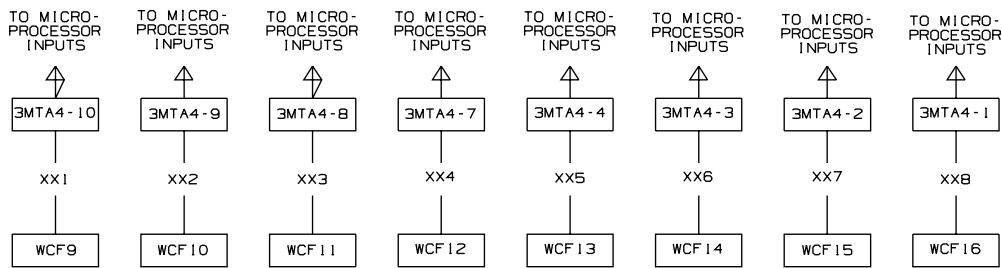 TO MICRO- TO MICRO- TO MICRO- TO MICRO- TO MICRO- TO MICRO- TO MICRO- TO MICRO-
PROCESSOR PROCESSOR PROCESSOR PROCESSOR PROCESSOR PROCESSOR PROCESSOR PROCESSOR
INPUTS INPUTS INPUTS INPUTS INPUTS INPUTS INPUTS INPUTS
3MTA4-10 3MTA4-9 3MTA4-8 3MTA4-7 3MTA4-4 3MTA4-3 3MTA4-2 3MTA4-1
XX1 XX2 XX3 XX4 XX5 XX6 XX7 XX8
WCF9 WCF10 WCF11 WCF12 WCF13 WCF14 WCF15 WCF16